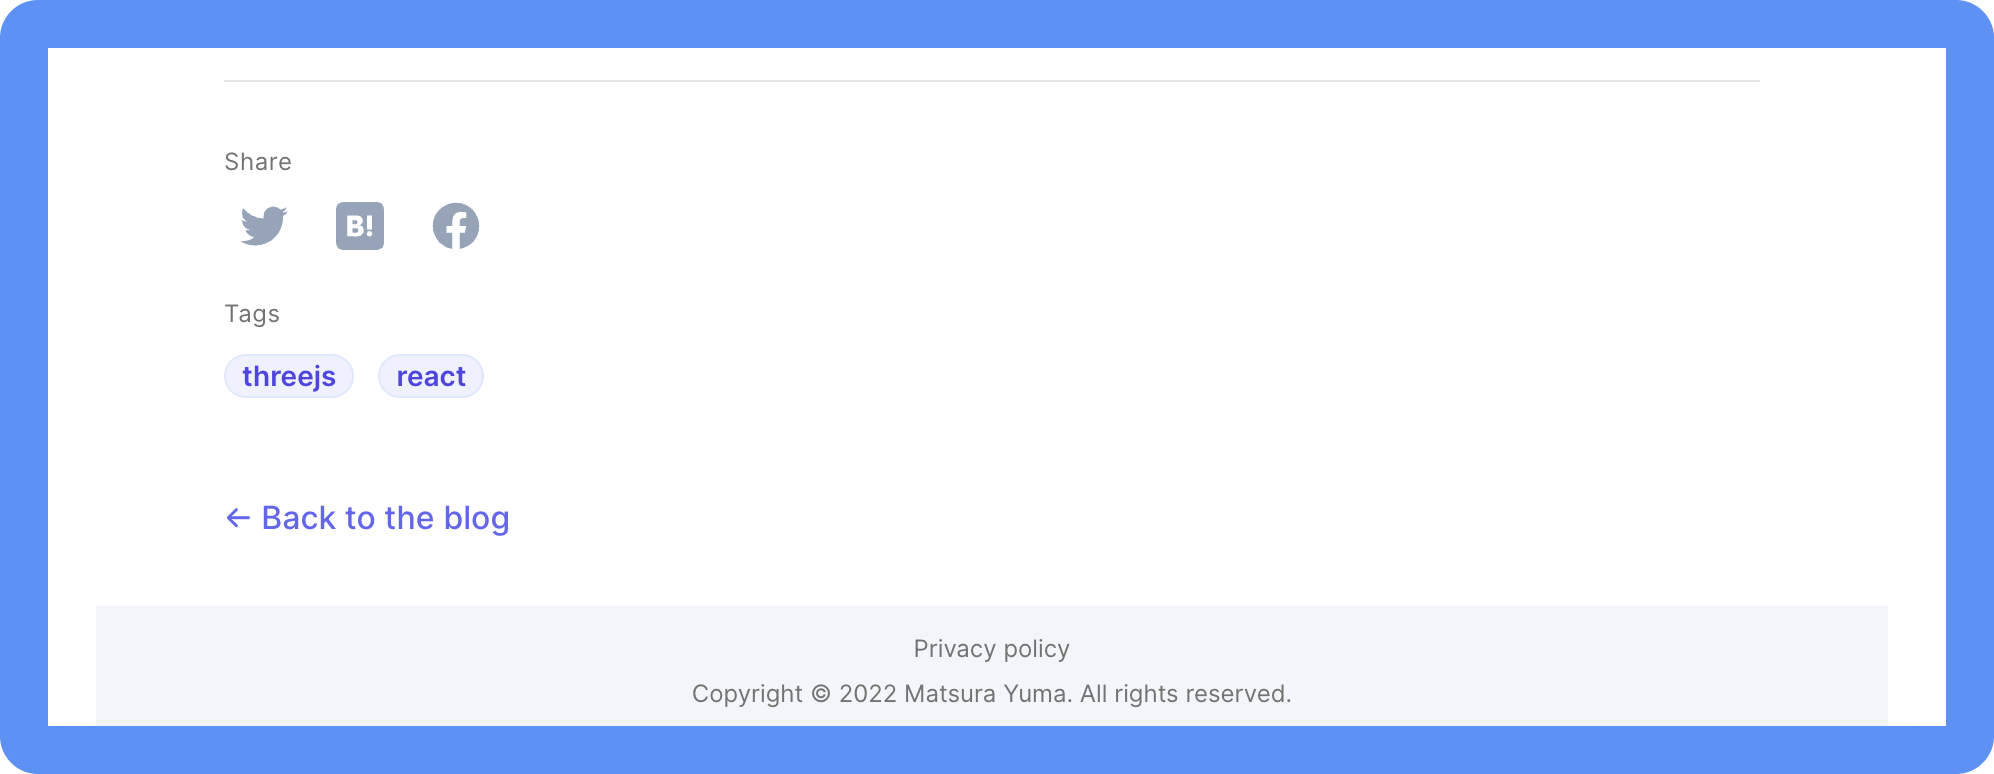 Share
B!
Tags
threejs react
← Back to the blog
Privacy policy
Copyright © 2022 Matsura Yuma. All rights reserved.